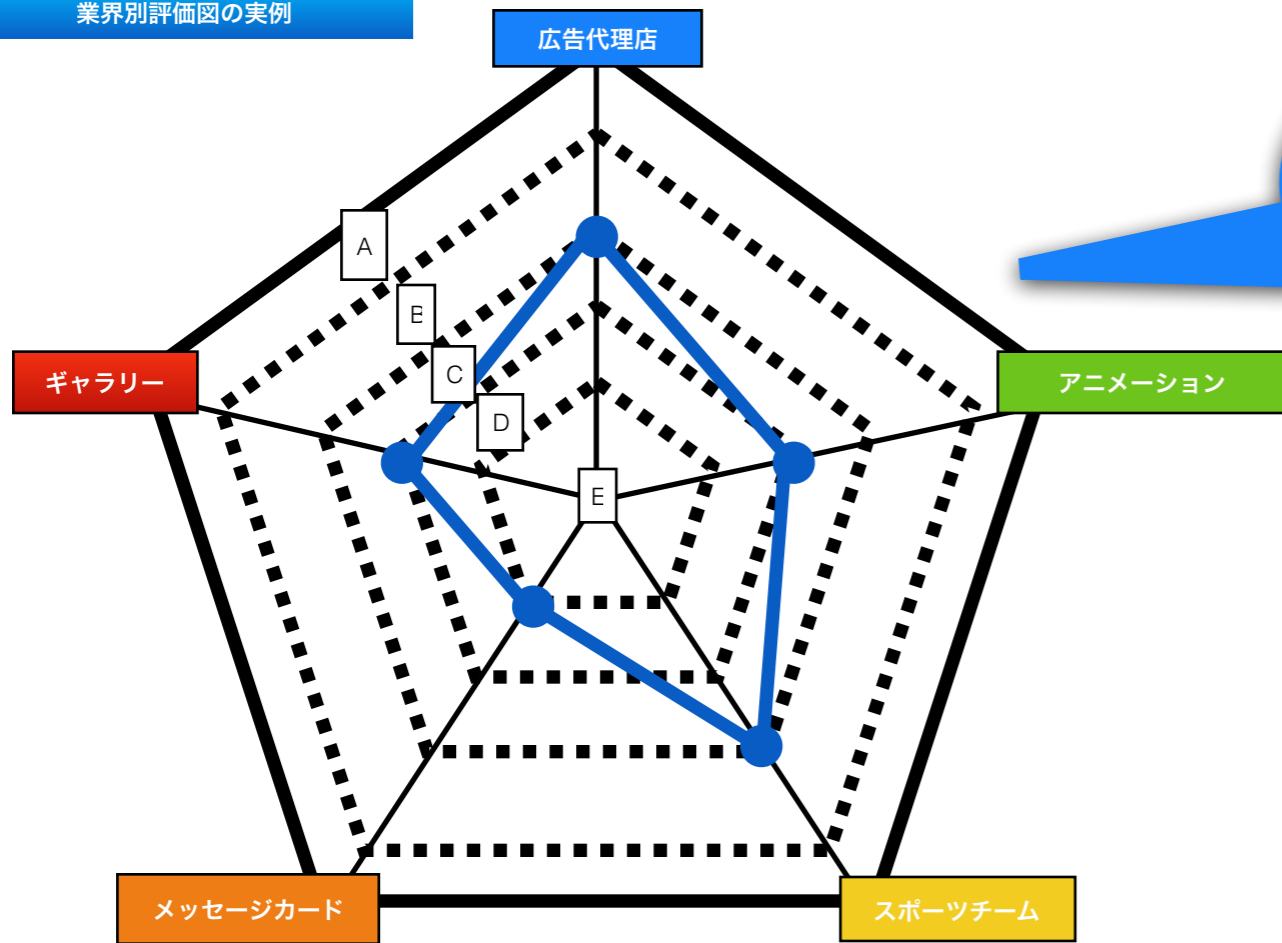 業界別評価図の実例
広告代理店
A
B
ギャラリー
C
アニメーション
D
E
メッセージカード
スポーツチーム